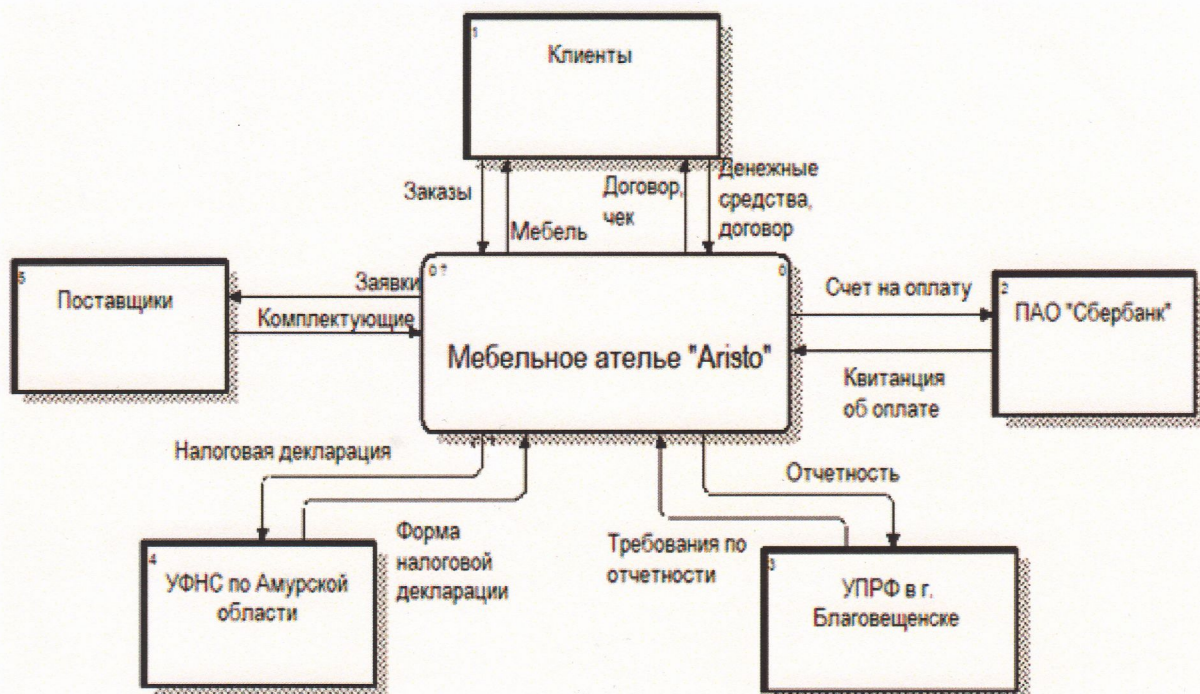 1
Клиенты
Заказы
Мебель
Договор,
чек
Денежные
средства,
договор
5
Поставщики
Заявки
Комплектующие
0
Мебельное ателье "Aristo"
Счет на оплату
2
ПАО "Сбербанк"
Квитанция
об оплате
Налоговая декларация
Форма
налоговой
декларации
4
УФНС по Амурской
области
Отчетность
Требования по
отчетности
3
УПРФ в г.
Благовещенске